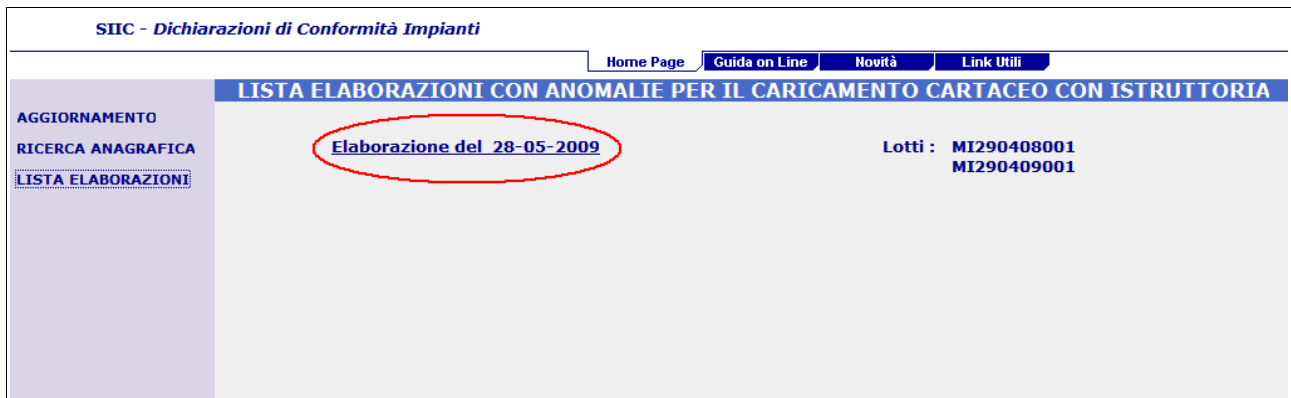 SIIC - Dichiarazioni di Conformità Impianti
Home Page Guida on Line Novità Link Utili
LISTA ELABORAZIONI CON ANOMALIE PER IL CARICAMENTO CARTACEO CON ISTRUTTORIA
AGGIORNAMENTO
RICERCA ANAGRAFICA
LISTA ELABORAZIONI
Elaborazione del 28-05-2009
Lotti : MI290408001
MI290409001